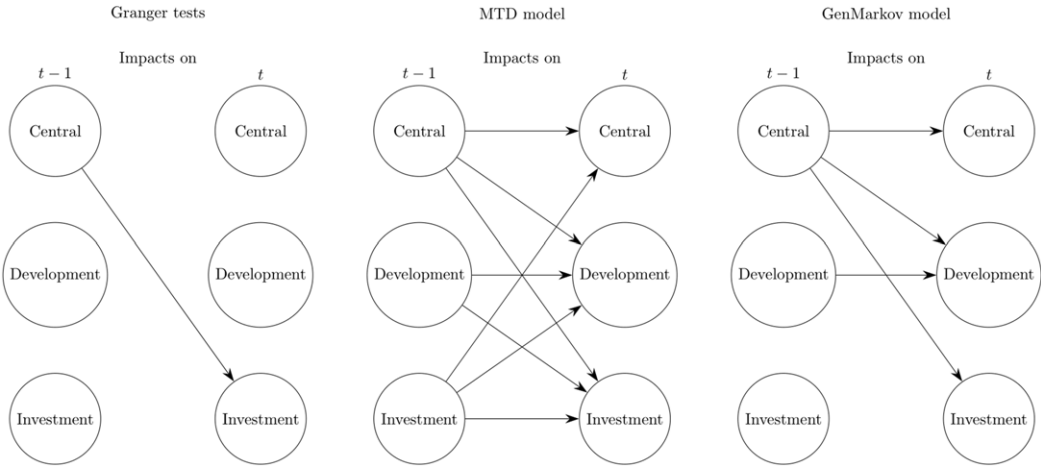 Granger tests
Impacts on
t − 1
t
Central
Central
Development
Development
Investment
Investment
MTD model
Impacts on
t − 1
t
Central
Central
Development
Development
Investment
Investment
GenMarkov model
Impacts on
t − 1
t
Central
Central
Development
Development
Investment
Investment